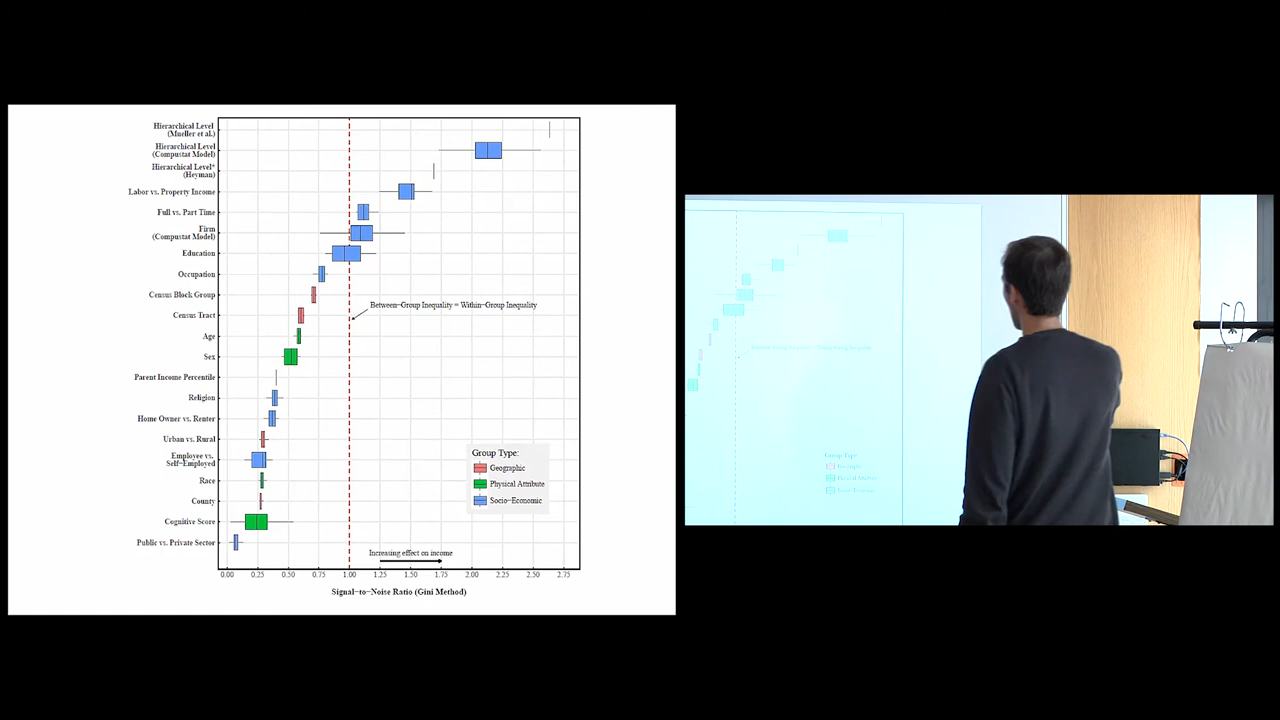 Hierarchical Level
(Mueller et al.)
Hierarchical Level
(Compustat Model)
Hierarchical Level*
(Heyman)
Labor vs. Property Income
Full vs. Part Time
Firm
(Compustat Model)
Education
Occupation
Census Block Group
Census Tract
Age
Sex
Parent Income Percentile
Religion
Home Owner vs. Renter
Urban vs. Rural
Employee vs.
Self−Employed
Race
County
Cognitive Score
Public vs. Private Sector
Between−Group Inequality = Within−Group Inequality
Group Type:
Geographic
Physical Attribute
Socio−Economic
Increasing effect on income
0.00 0.25 0.50 0.75 1.00 1.25 1.50 1.75 2.00 2.25 2.50 2.75
Signal−to−Noise Ratio (Gini Method)
Group Type